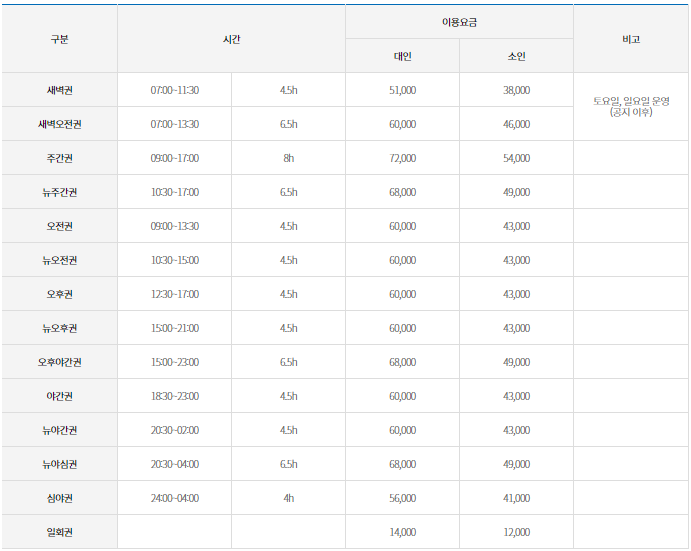 구분 시간 이용요금 비고
대인 소인
새벽권 07:00~11:30 4.5h 51,000 38,000 토요일, 일요일 운영
(공지 이후)
새벽오전권 07:00~13:30 6.5h 60,000 46,000
주간권 09:00~17:00 8h 72,000 54,000
뉴주간권 10:30~17:00 6.5h 68,000 49,000
오전권 09:00~13:30 4.5h 60,000 43,000
뉴오전권 10:30~15:00 4.5h 60,000 43,000
오후권 12:30~17:00 4.5h 60,000 43,000
뉴오후권 15:00~21:00 4.5h 60,000 43,000
오후야간권 15:00~23:00 6.5h 68,000 49,000
야간권 18:30~23:00 4.5h 60,000 43,000
뉴야간권 20:30~02:00 4.5h 60,000 43,000
뉴야심권 20:30~04:00 6.5h 68,000 49,000
심야권 24:00~04:00 4h 56,000 41,000
일회권 14,000 12,000